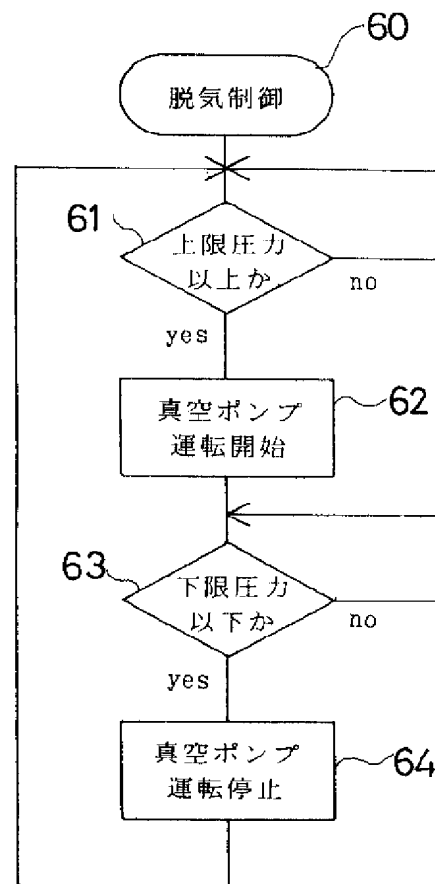 60
脱気制御
61
上限圧力
以上か
no
yes
真空ポンプ
運転開始
62
63
下限圧力
以下か
no
yes
真空ポンプ
運転停止
64